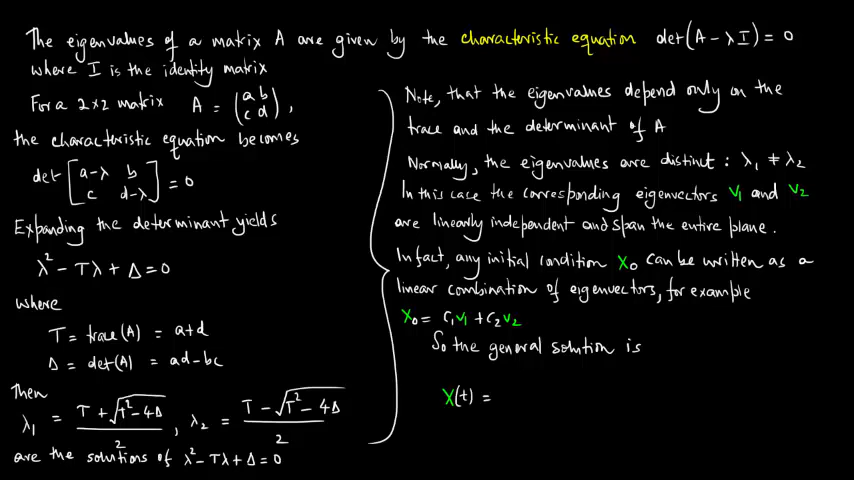 The eigenvalues of a matrix A are given by the characteristic equation det(A − λ I) = 0
where I is the identity matrix
For a 2×2 matrix A = (a b
c d),
the characteristic equation becomes
det [a−λ b
c d−λ] = 0
Expanding the determinant yields
λ² − Tλ + Δ = 0
where
T = trace(A) = a+d
Δ = det(A) = ad−bc
Then
λ₁ = (T + √(T² − 4Δ))/2 , λ₂ = (T − √(T² − 4Δ))/2
are the solutions of λ² − Tλ + Δ = 0
Note, that the eigenvalues depend only on the
trace and the determinant of A
Normally, the eigenvalues are distinct : λ₁ ≠ λ₂
In this case the corresponding eigenvectors v₁ and v₂
are linearly independent and span the entire plane.
In fact, any initial condition X₀ can be written as a
linear combination of eigenvectors, for example
X₀ = c₁v₁ + c₂v₂
So the general solution is
X(t) =